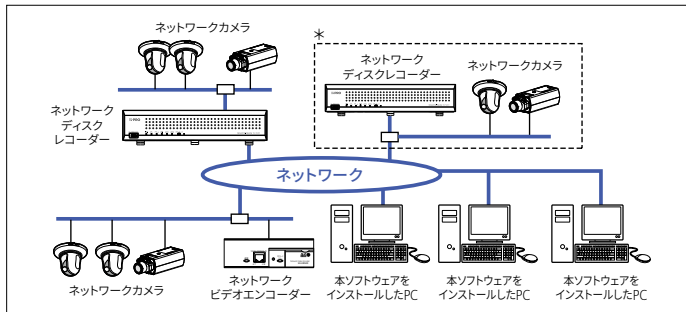 ネットワークカメラ
ネットワーク
ディスク
レコーダー
*
ネットワーク
ディスクレコーダー
ネットワークカメラ
ネットワーク
ネットワークカメラ
ネットワーク
ビデオエンコーダー
本ソフトウェアを
インストールしたPC
本ソフトウェアを
インストールしたPC
本ソフトウェアを
インストールしたPC